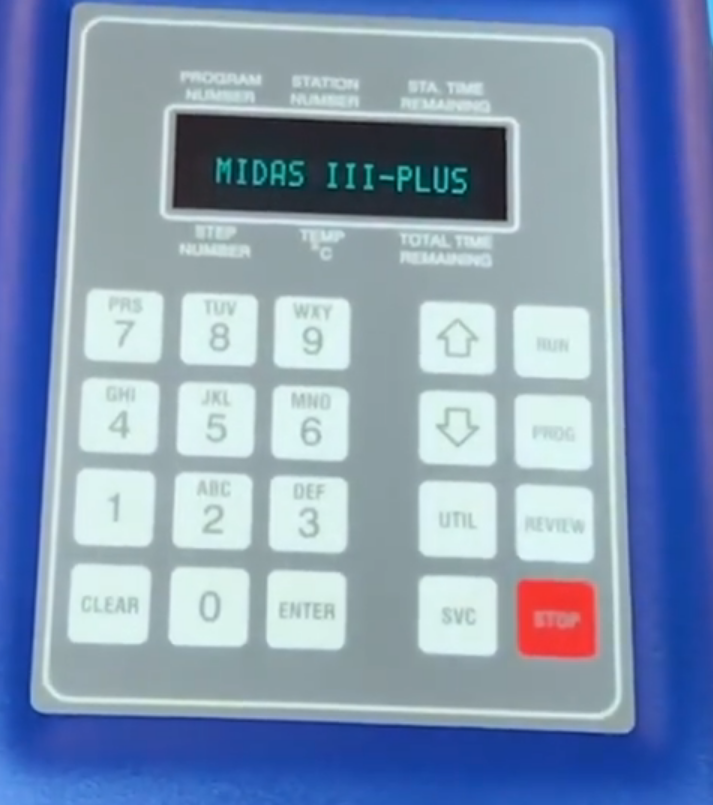 PROGRAM NUMBER
STATION NUMBER
STA. TIME REMAINING
MIDAS III-PLUS
STEP NUMBER
TEMP °C
TOTAL TIME REMAINING
PRS 7
TUV 8
WXY 9
RUN
GHI 4
JKL 5
MNO 6
PROG
1
ABC 2
DEF 3
UTIL
REVIEW
CLEAR
0
ENTER
SVC
STOP